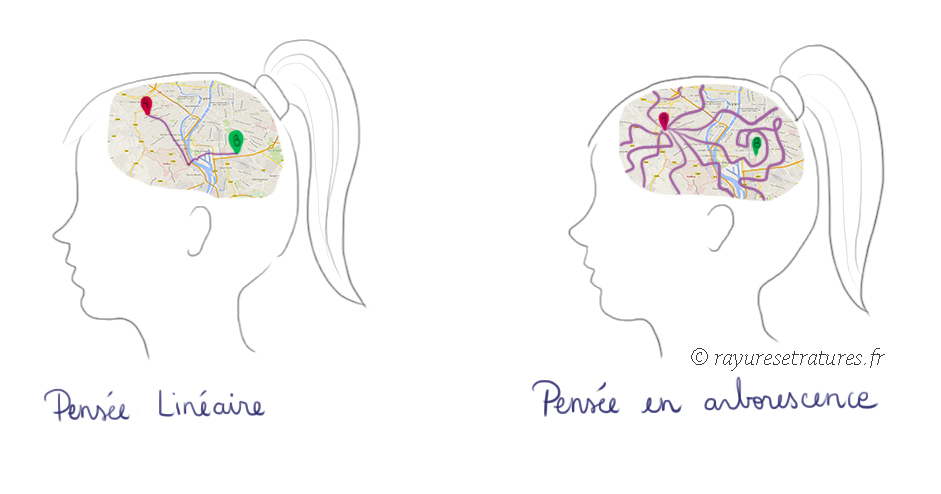 © rayuresetratures.fr
Pensée Linéaire
Pensée en arborescence